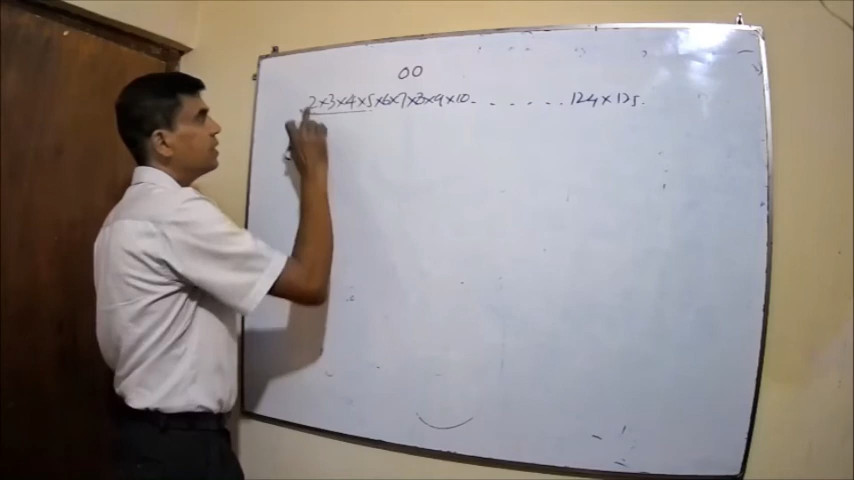 00
2×3×4×5×6×7×8×9×10. . . . . . . 124×125.